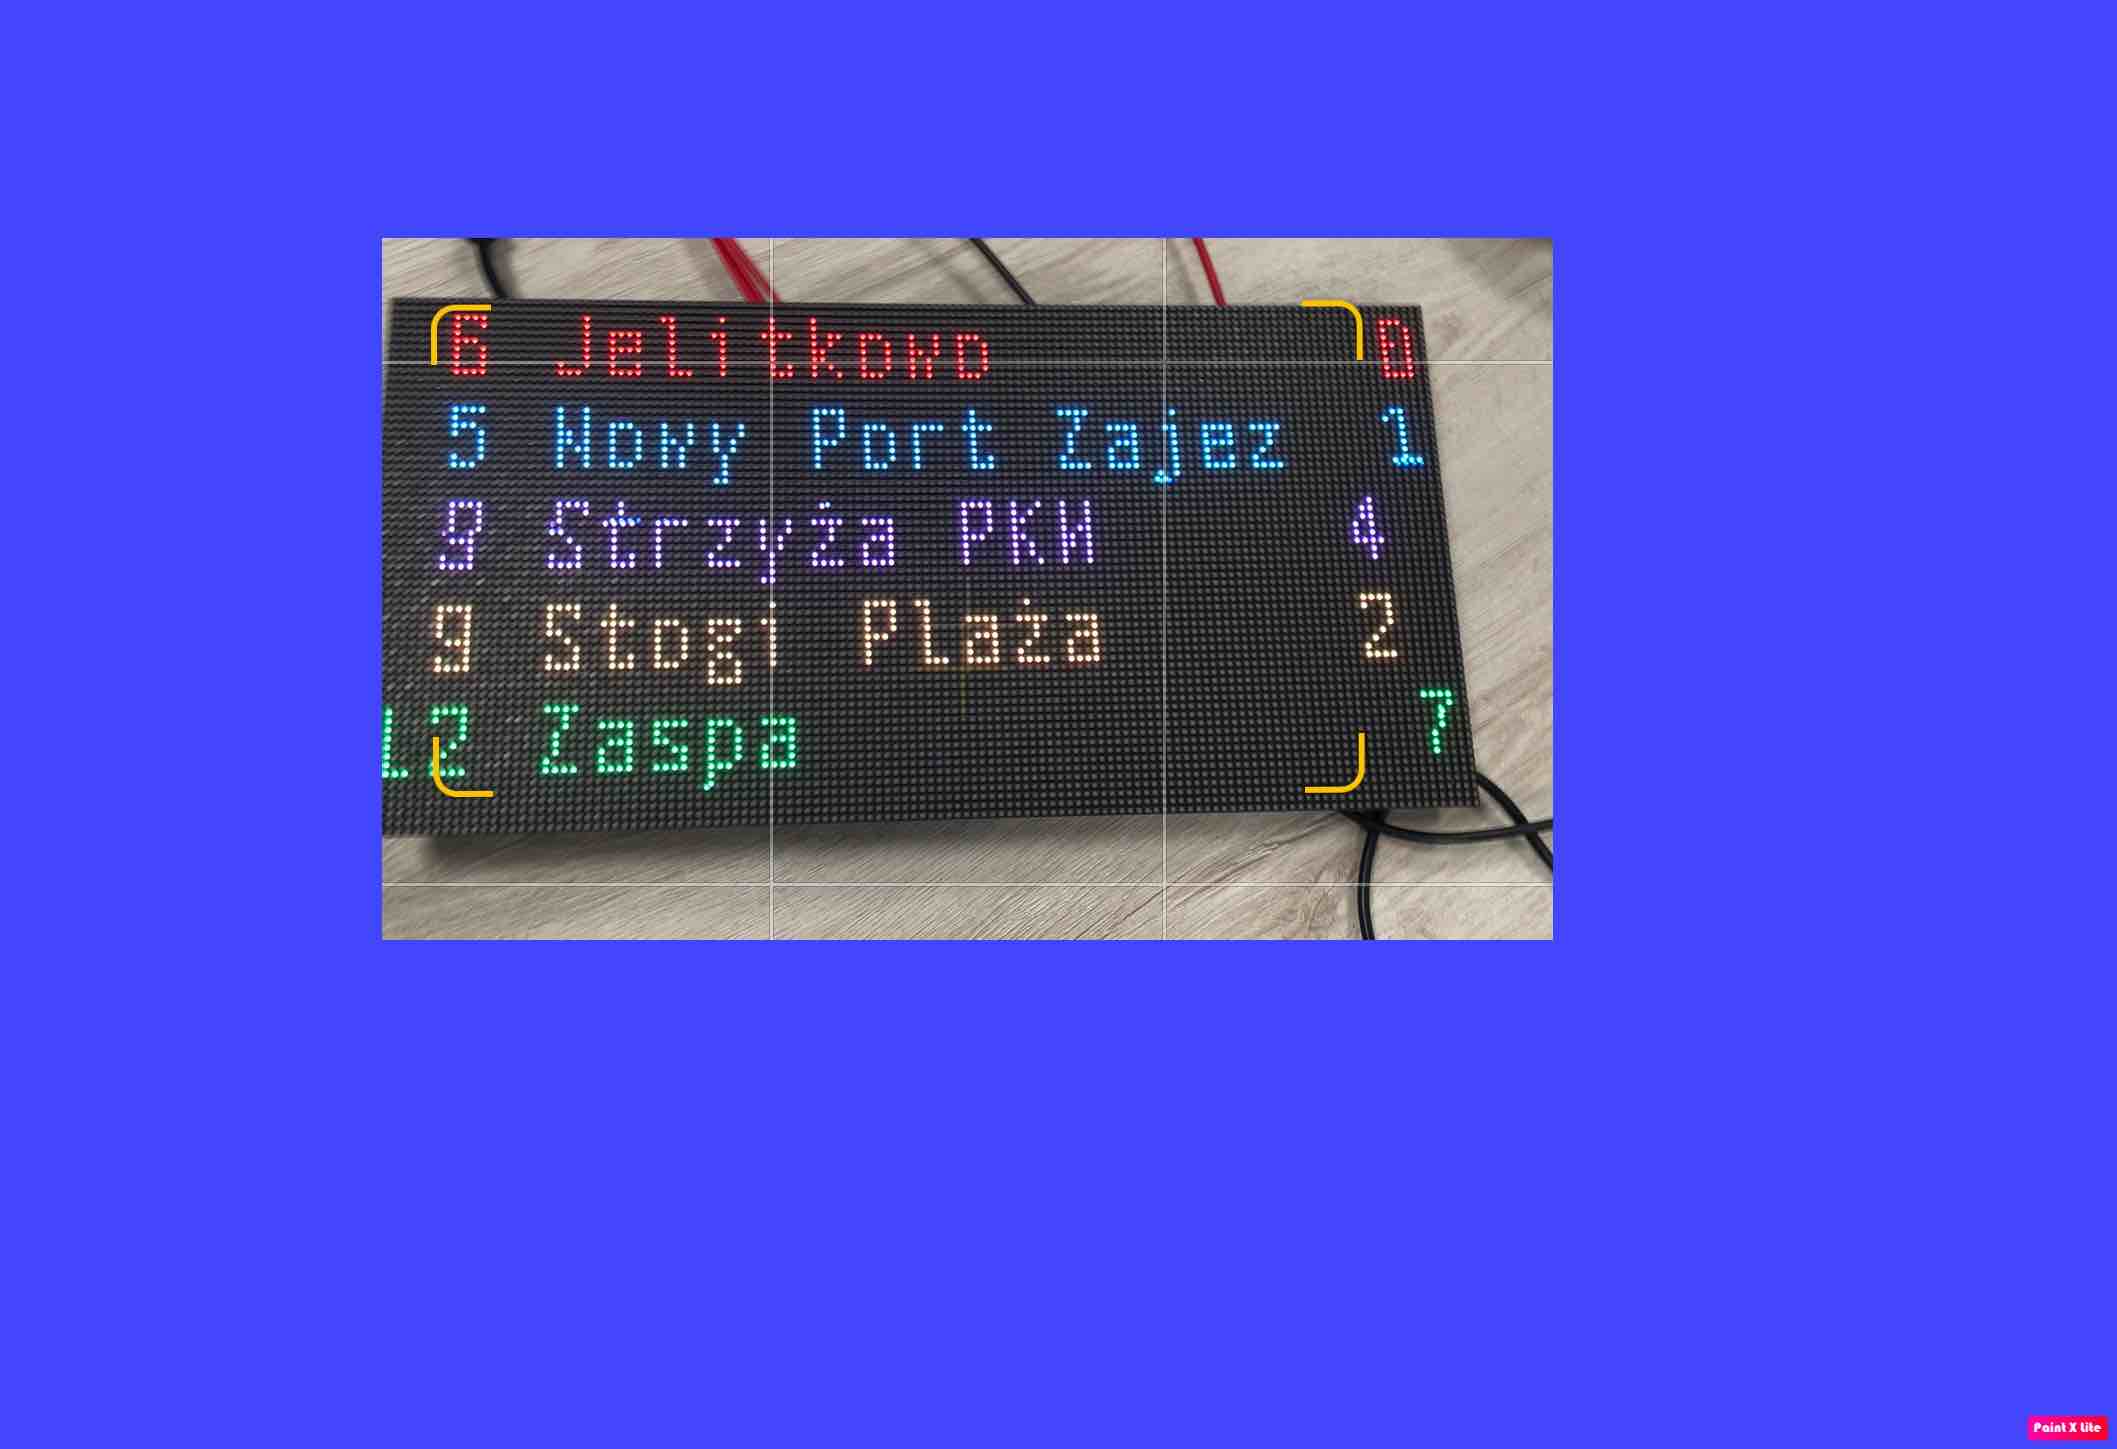 6 Jelitkowo 0
5 Nowy Port Zajez 1
9 Strzyża PKM 4
9 Stogi Plaża 2
12 Zaspa 7
Paint X Lite